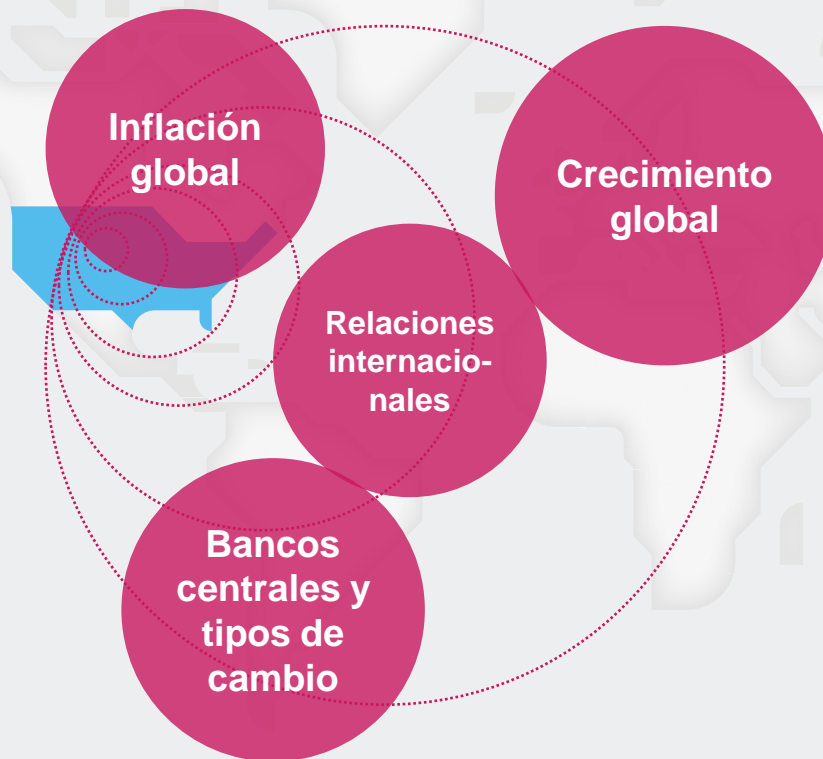 Inflación
global
Crecimiento
global
Relaciones
internacio-
nales
Bancos
centrales y
tipos de
cambio